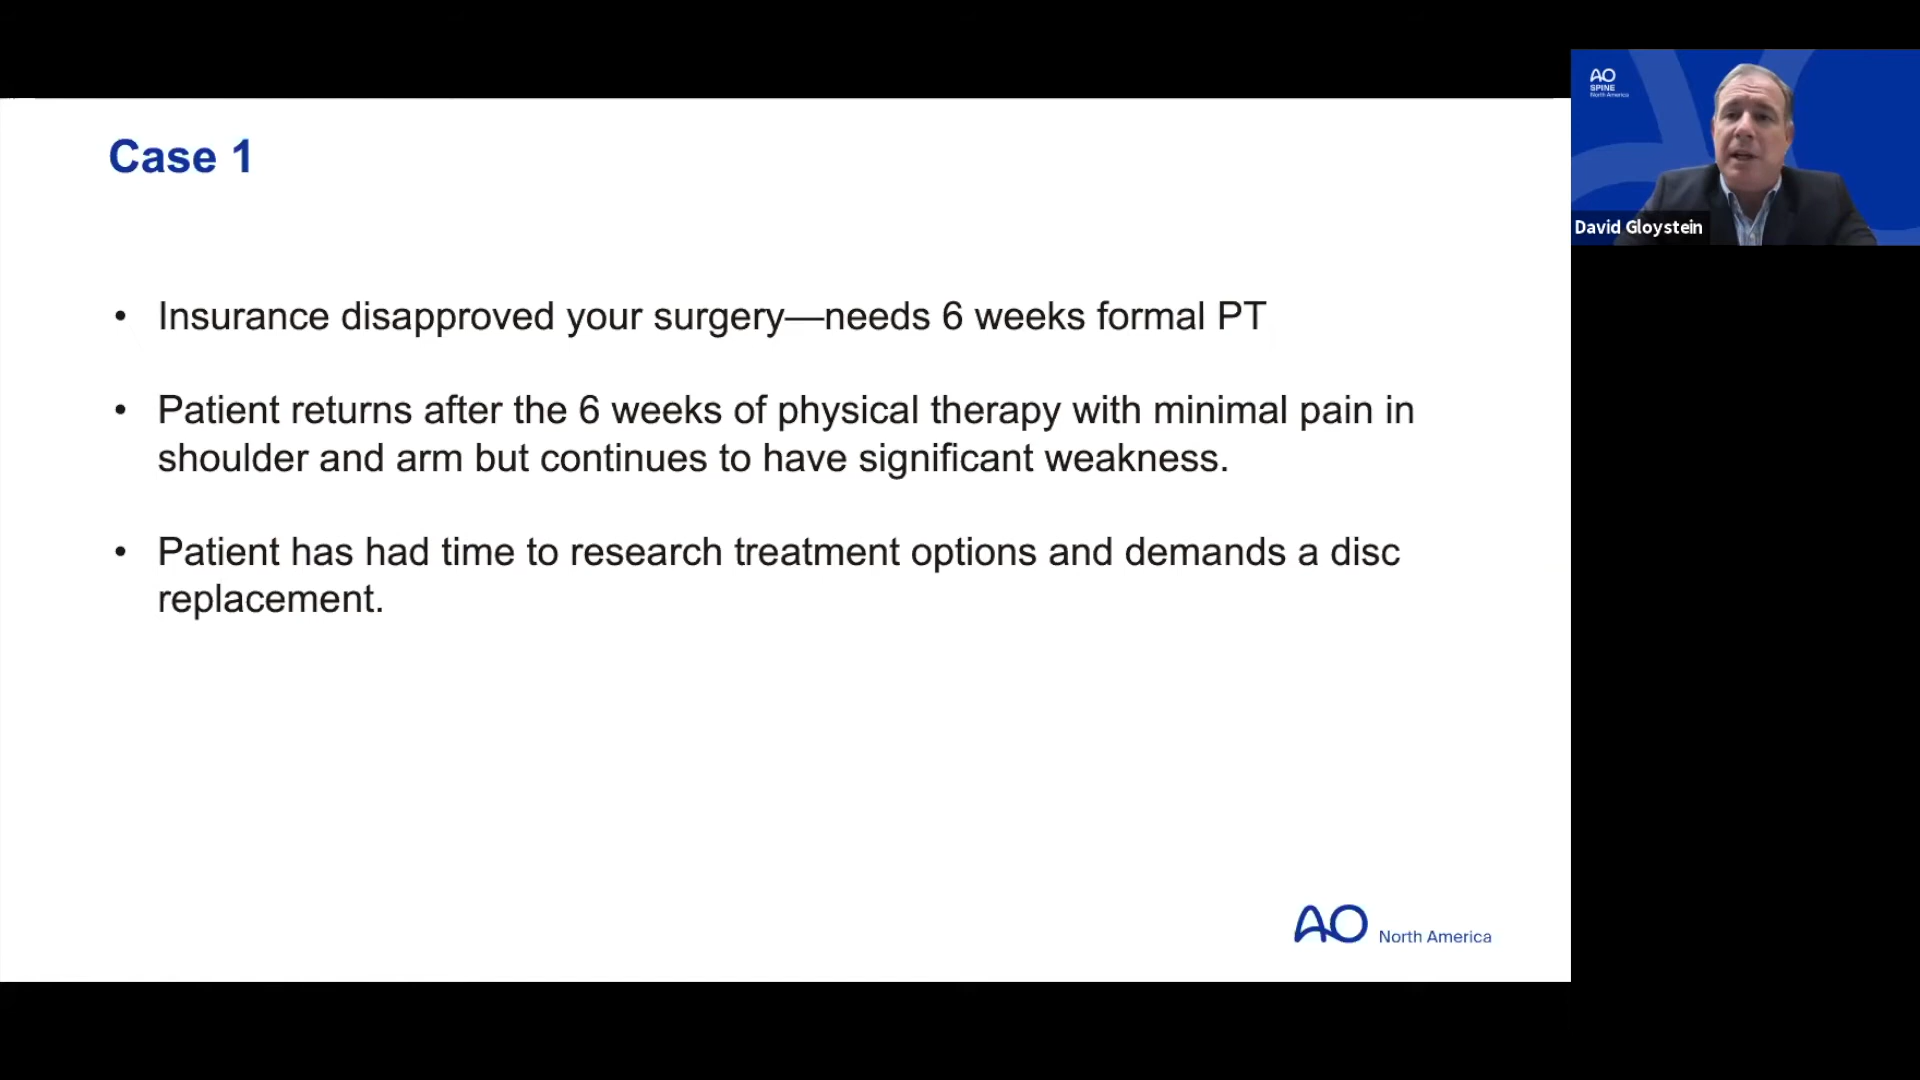 Case 1
• Insurance disapproved your surgery—needs 6 weeks formal PT
• Patient returns after the 6 weeks of physical therapy with minimal pain in
shoulder and arm but continues to have significant weakness.
• Patient has had time to research treatment options and demands a disc
replacement.
AO North America
AO
SPINE
North America
David Gloystein